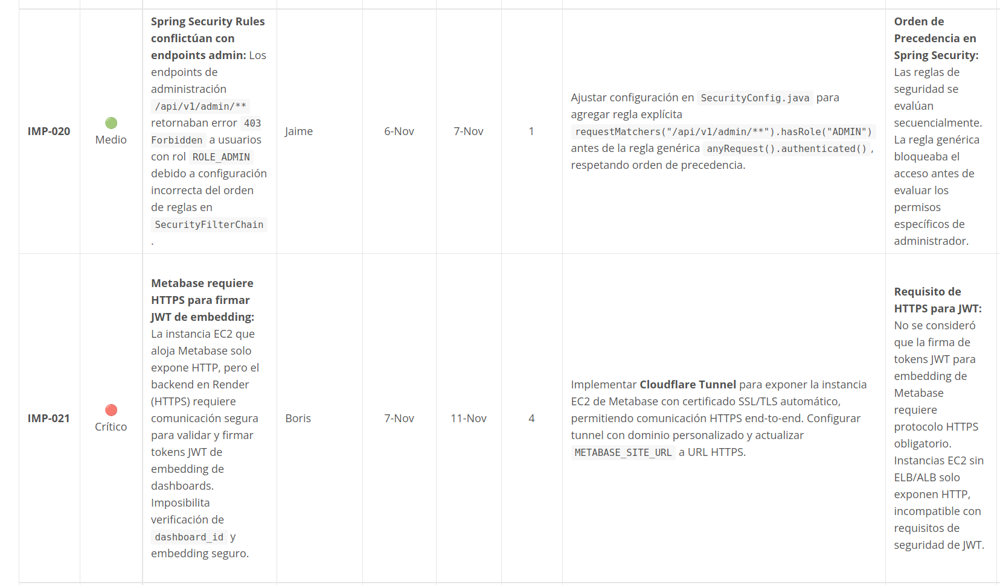 IMP-020
Medio
Spring Security Rules
conflictúan con
endpoints admin: Los
endpoints de
administración
/api/v1/admin/**
retornaban error 403
Forbidden a usuarios
con rol ROLE_ADMIN
debido a configuración
incorrecta del orden
de reglas en
SecurityFilterChain
.
Jaime
6-Nov
7-Nov
1
Ajustar configuración en SecurityConfig.java para
agregar regla explícita
requestMatchers("/api/v1/admin/**").hasRole("ADMIN")
antes de la regla genérica anyRequest().authenticated(),
respetando orden de precedencia.
Orden de
Precedencia en
Spring Security:
Las reglas de
seguridad se
evalúan
secuencialmente.
La regla genérica
bloqueaba el
acceso antes de
evaluar los
permisos
específicos de
administrador.
IMP-021
Crítico
Metabase requiere
HTTPS para firmar
JWT de embedding:
La instancia EC2 que
aloja Metabase solo
expone HTTP, pero el
backend en Render
(HTTPS) requiere
comunicación segura
para validar y firmar
tokens JWT de
embedding de
dashboards.
Imposibilita
verificación de
dashboard_id y
embedding seguro.
Boris
7-Nov
11-Nov
4
Implementar Cloudflare Tunnel para exponer la instancia
EC2 de Metabase con certificado SSL/TLS automático,
permitiendo comunicación HTTPS end-to-end. Configurar
tunnel con dominio personalizado y actualizar
METABASE_SITE_URL a URL HTTPS.
Requisito de
HTTPS para JWT:
No se consideró
que la firma de
tokens JWT para
embedding de
Metabase
requiere
protocolo HTTPS
obligatorio.
Instancias EC2 sin
ELB/ALB solo
exponen HTTP,
incompatible con
requisitos de
seguridad de JWT.